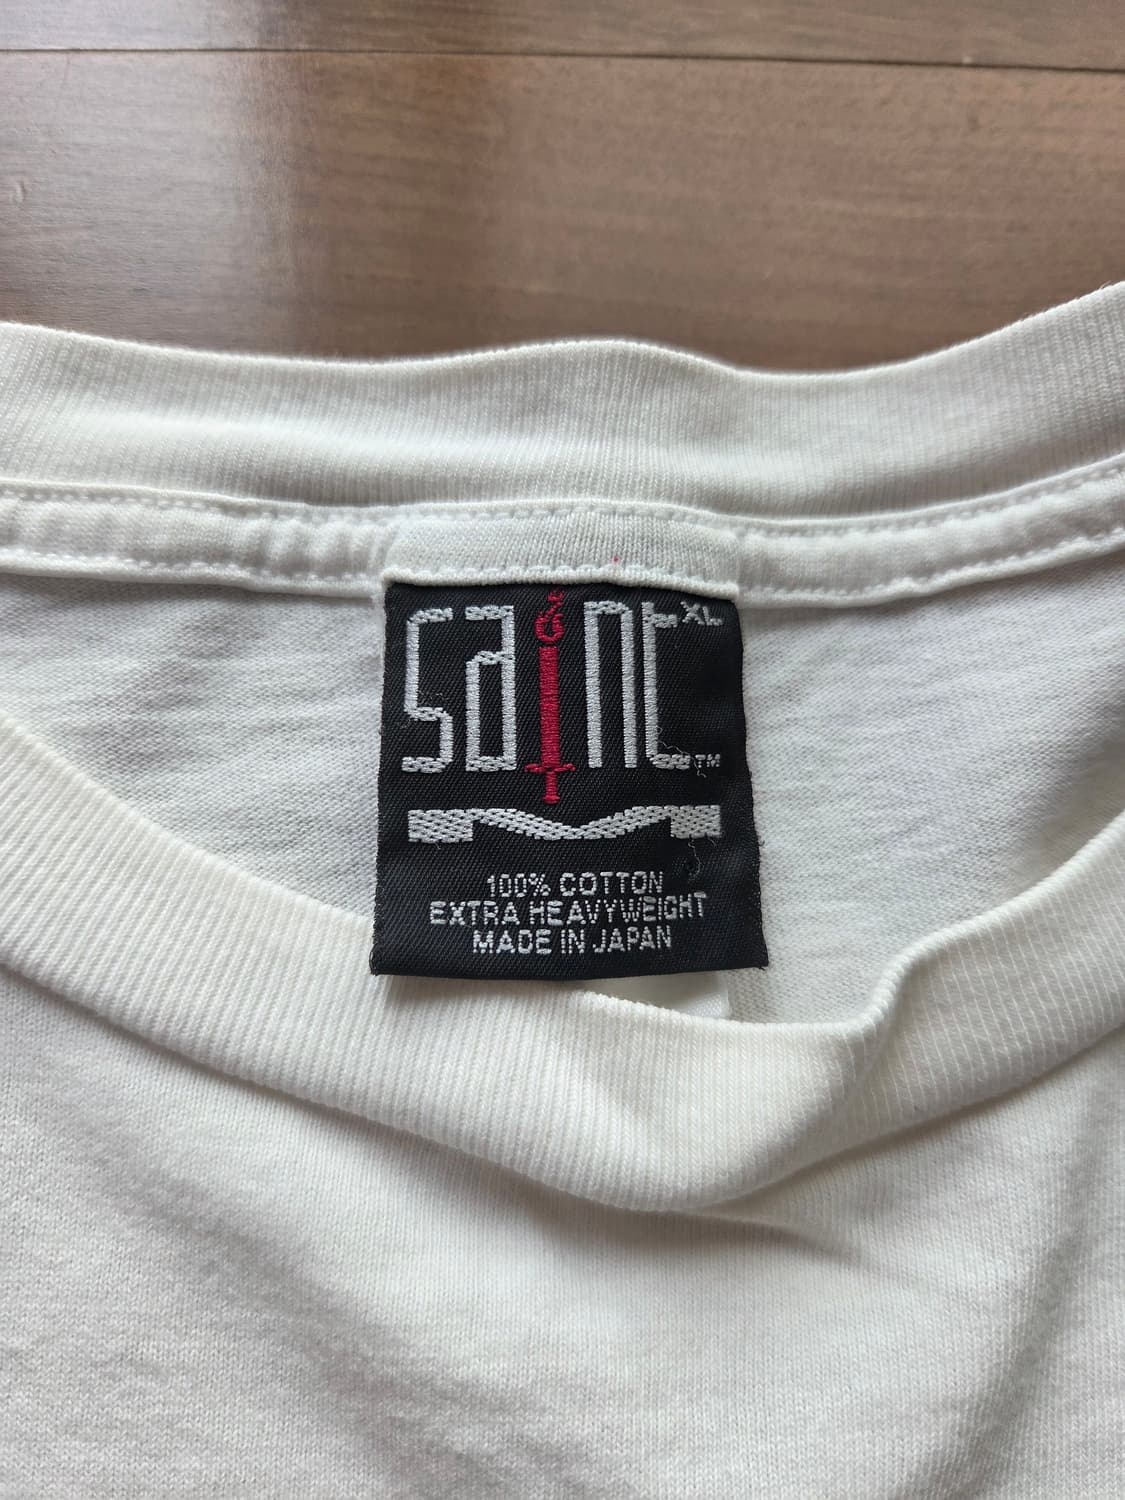 saint XL
TM
100% COTTON
EXTRA HEAVYWEIGHT
MADE IN JAPAN